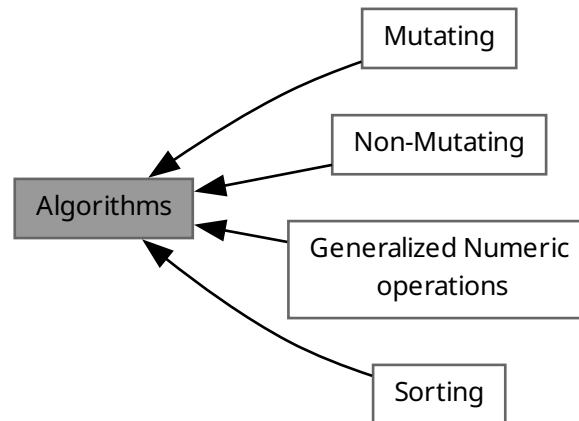 Mutating
Non-Mutating
Algorithms
Generalized Numeric
operations
Sorting